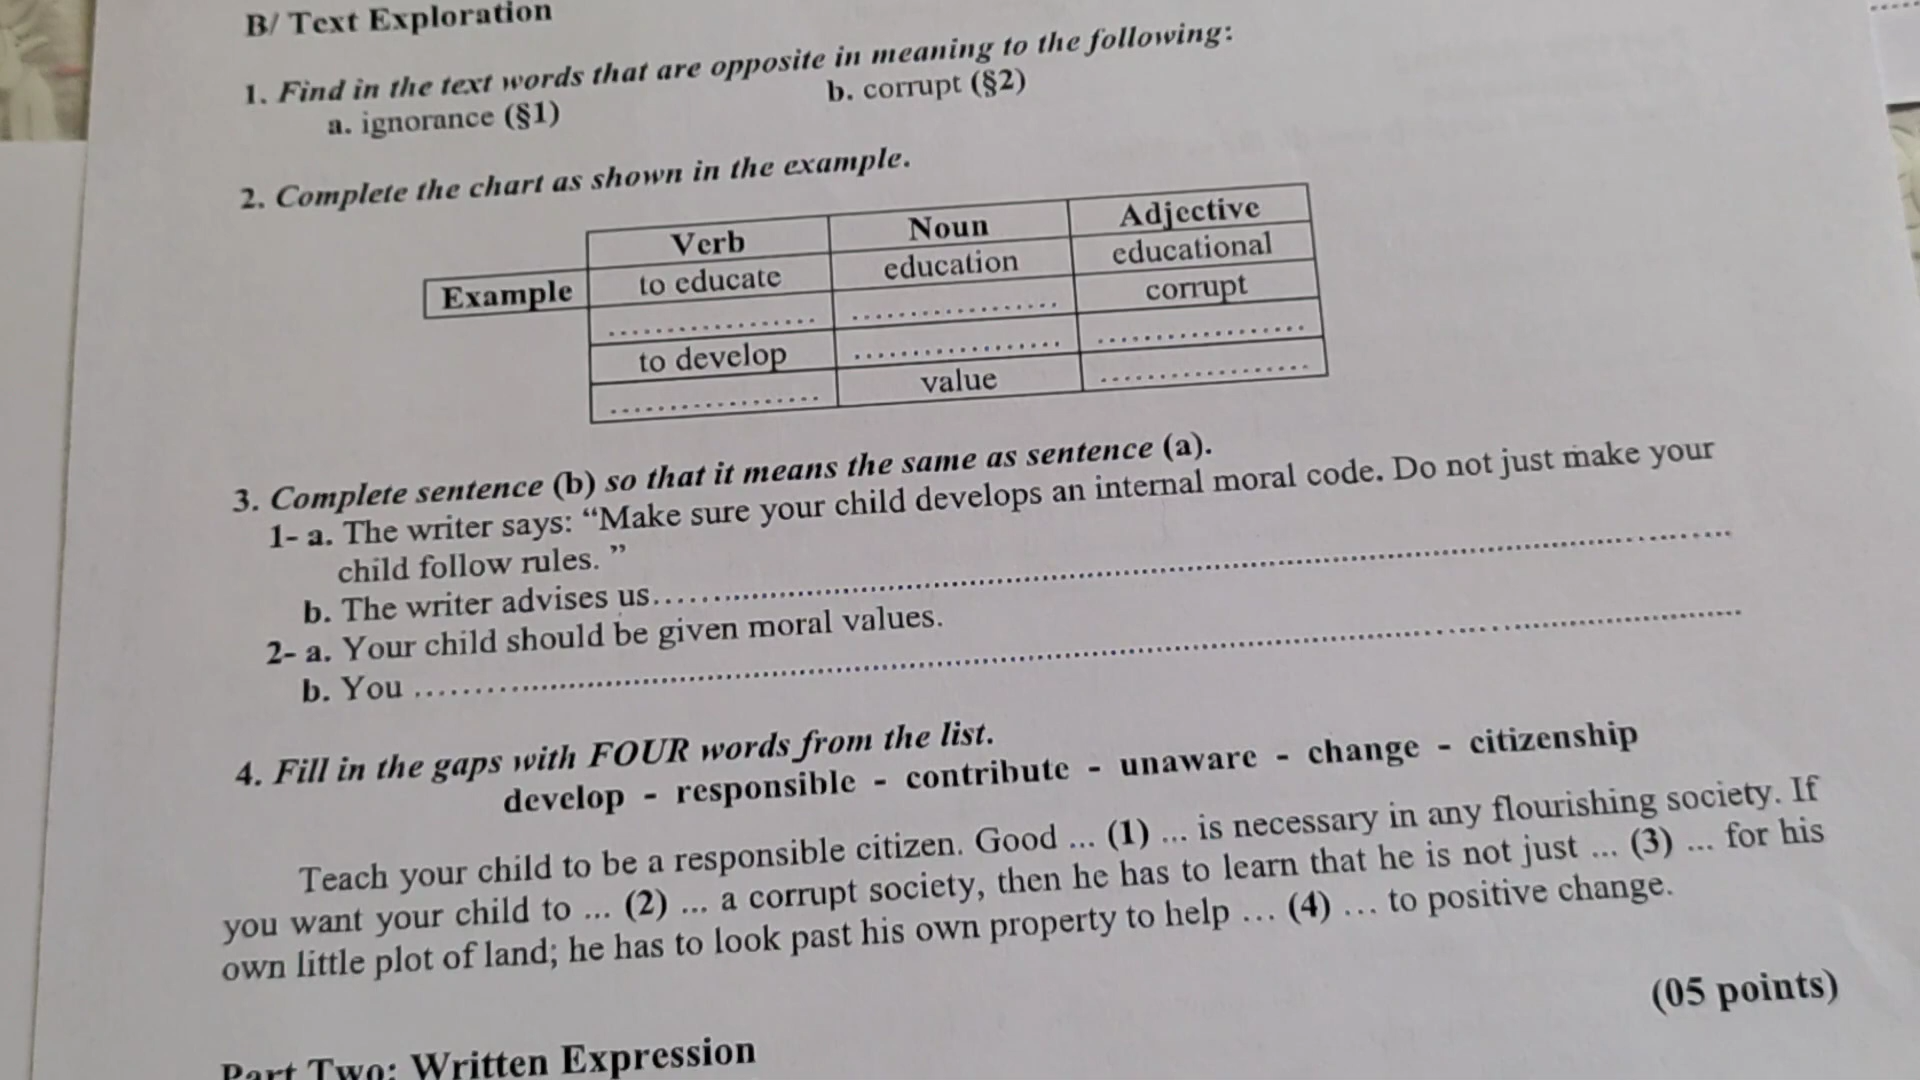 B/ Text Exploration
1. Find in the text words that are opposite in meaning to the following:
a. ignorance (§1) b. corrupt (§2)
2. Complete the chart as shown in the example.
Verb Noun Adjective
Example to educate education educational
.................. .................. corrupt
to develop .................. ..................
.................. value ..................
3. Complete sentence (b) so that it means the same as sentence (a).
1- a. The writer says: “Make sure your child develops an internal moral code. Do not just make your
child follow rules. ”
b. The writer advises us..........................................................................................
2- a. Your child should be given moral values.
b. You ..........................................................................................
4. Fill in the gaps with FOUR words from the list.
develop - responsible - contribute - unaware - change - citizenship
Teach your child to be a responsible citizen. Good ... (1) ... is necessary in any flourishing society. If
you want your child to ... (2) ... a corrupt society, then he has to learn that he is not just ... (3) ... for his
own little plot of land; he has to look past his own property to help ... (4) ... to positive change.
(05 points)
Part Two: Written Expression